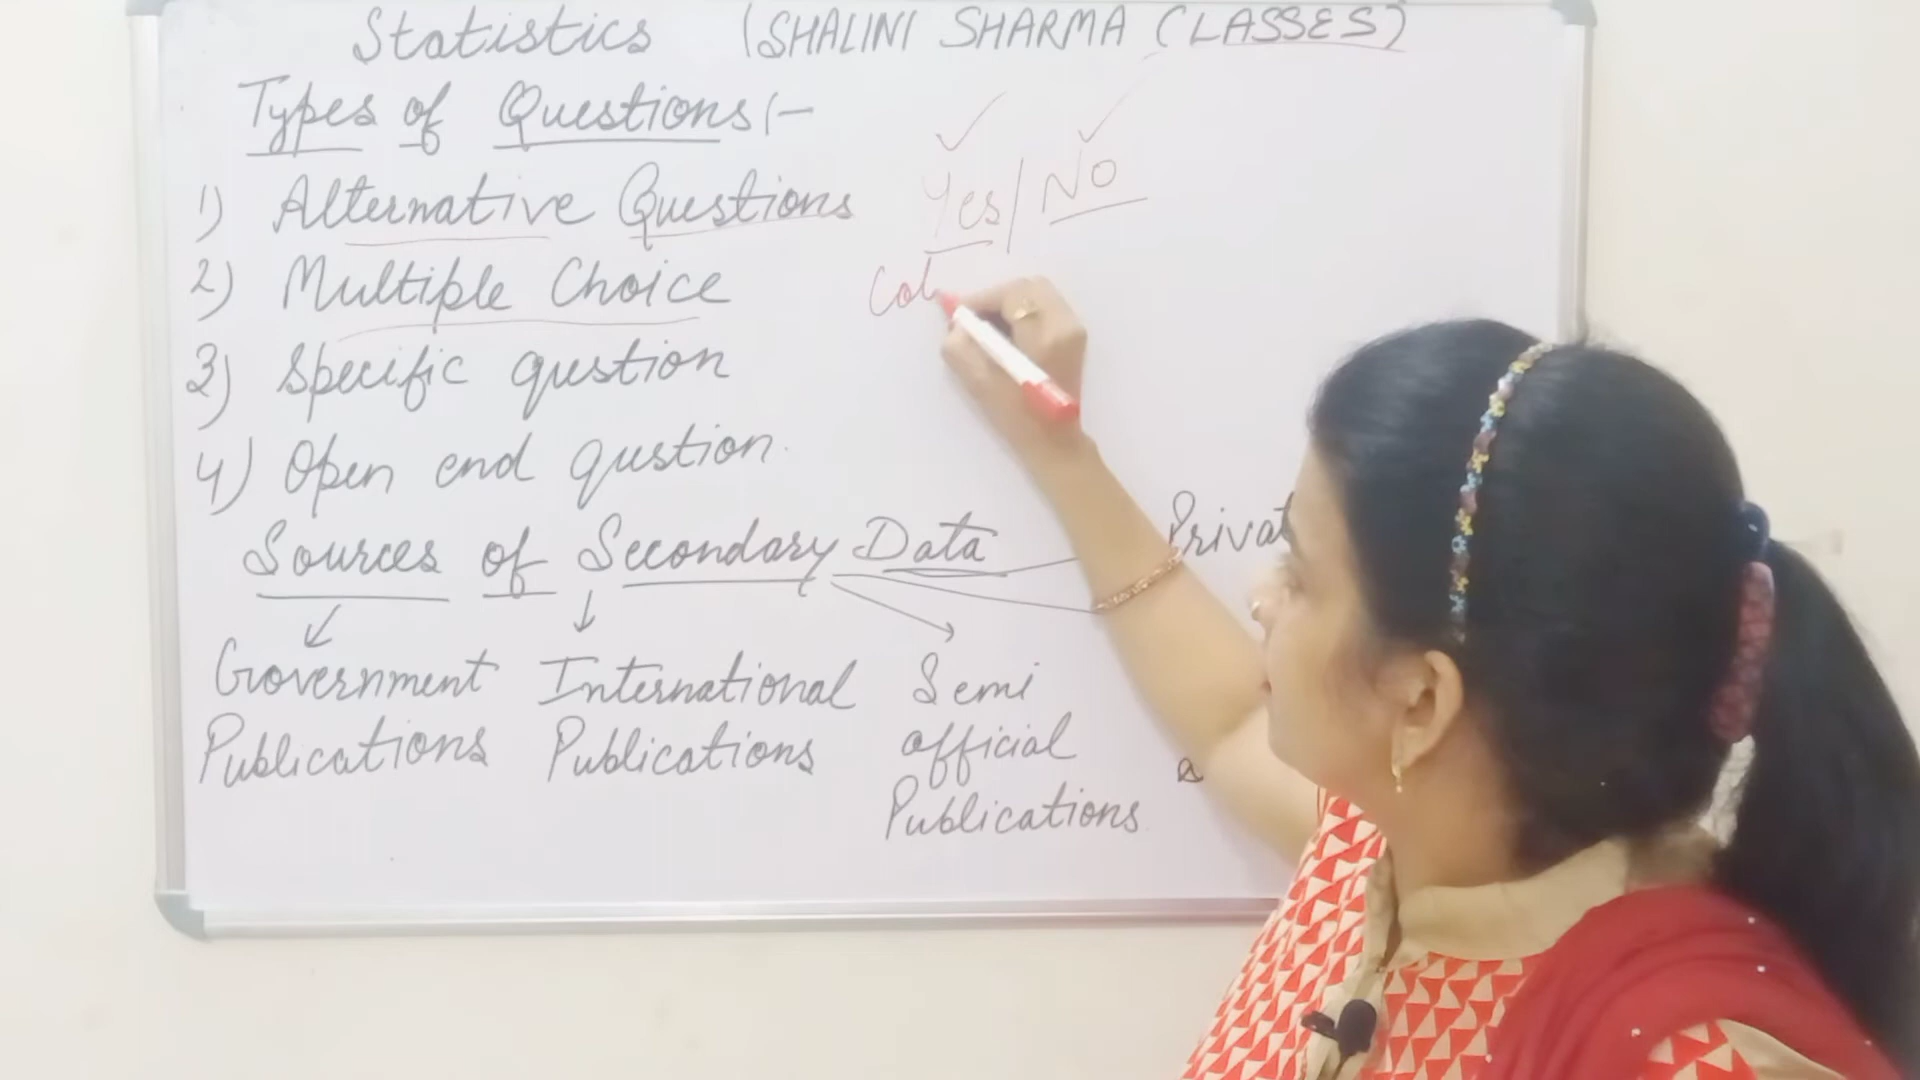 Statistics (SHALINI SHARMA CLASSES)
Types of Questions:-
1) Alternative Questions Yes/No
2) Multiple Choice Col
3) Specific question
4) Open end qustion.
Sources of Secondary Data
Privat
Government International Semi
Publications Publications official
Publications